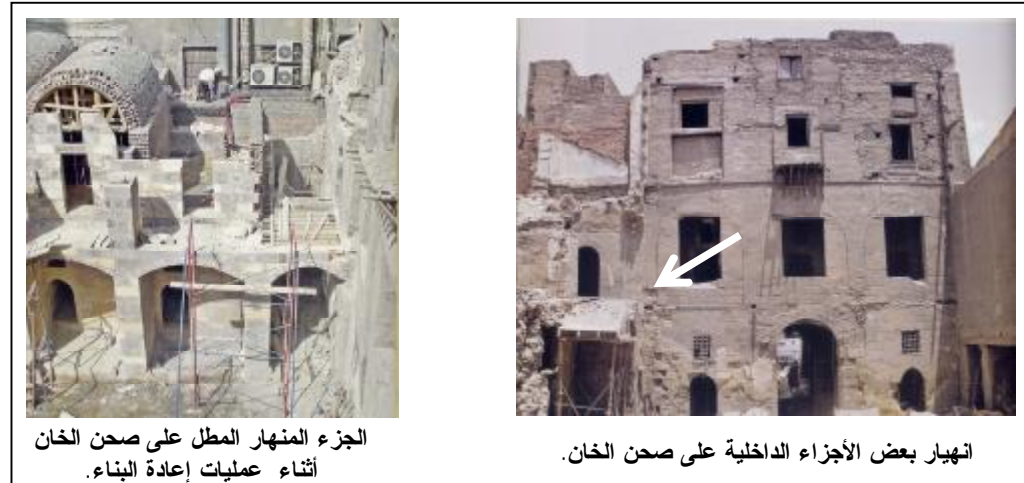 انهيار بعض الأجزاء الداخلية على صحن الخان.
الجزء المنهار المطل على صحن الخان
أثناء عمليات إعادة البناء.